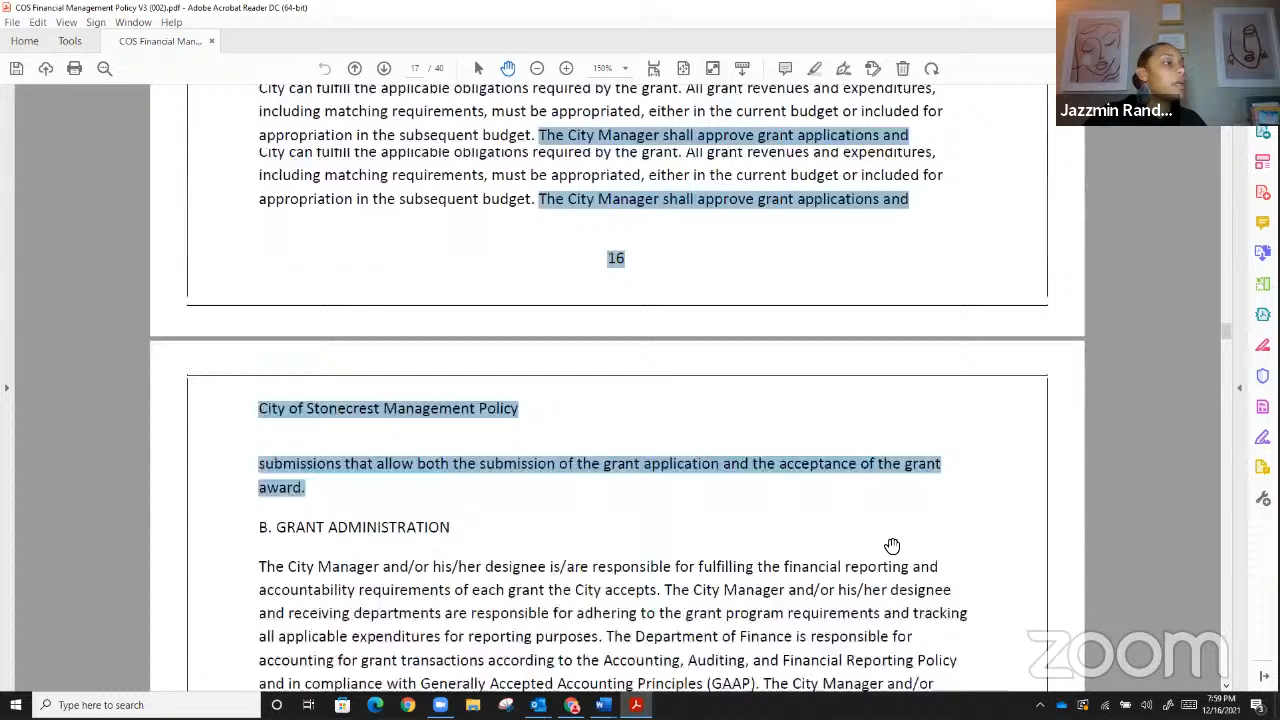 COS Financial Management Policy V3 (002).pdf - Adobe Acrobat Reader DC (64-bit)
File Edit View Sign Window Help
Home Tools COS Financial Man... ×
17 / 40 150%
City can fulfill the applicable obligations required by the grant. All grant revenues and expenditures,
including matching requirements, must be appropriated, either in the current budget or included for
appropriation in the subsequent budget. The City Manager shall approve grant applications and
City can fulfill the applicable obligations required by the grant. All grant revenues and expenditures,
including matching requirements, must be appropriated, either in the current budget or included for
appropriation in the subsequent budget. The City Manager shall approve grant applications and
16
City of Stonecrest Management Policy
submissions that allow both the submission of the grant application and the acceptance of the grant
award.
B. GRANT ADMINISTRATION
The City Manager and/or his/her designee is/are responsible for fulfilling the financial reporting and
accountability requirements of each grant the City accepts. The City Manager and/or his/her designee
and receiving departments are responsible for adhering to the grant program requirements and tracking
all applicable expenditures for reporting purposes. The Department of Finance is responsible for
accounting for grant transactions according to the Accounting, Auditing, and Financial Reporting Policy
and in compliance with Generally Accepted Accounting Principles (GAAP). The City Manager and/or
Jazzmin Rand...
zoom
Type here to search
7:59 PM
12/16/2021